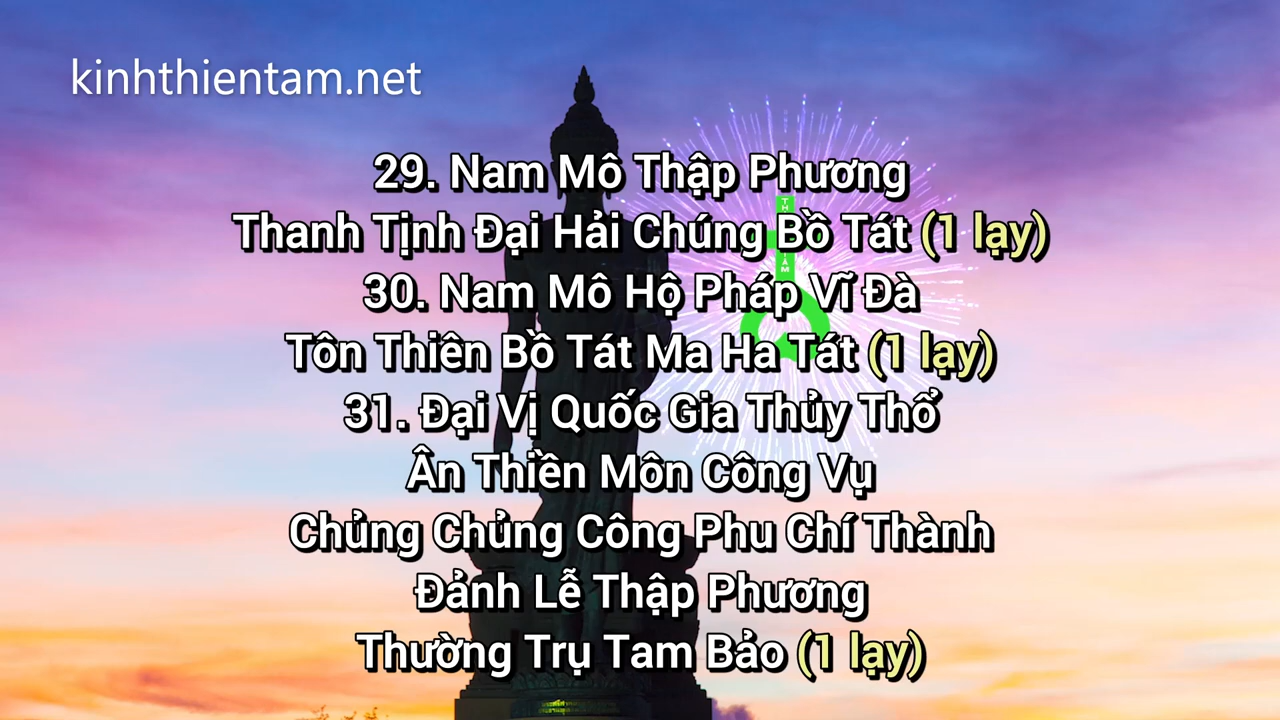 kinhthientam.net
29. Nam Mô Thập Phương
Thanh Tịnh Đại Hải Chúng Bồ Tát (1 lạy)
30. Nam Mô Hộ Pháp Vĩ Đà
Tôn Thiên Bồ Tát Ma Ha Tát (1 lạy)
31. Đại Vị Quốc Gia Thủy Thổ
Ân Thiền Môn Công Vụ
Chủng Chủng Công Phu Chí Thành
Đảnh Lễ Thập Phương
Thường Trụ Tam Bảo (1 lạy)